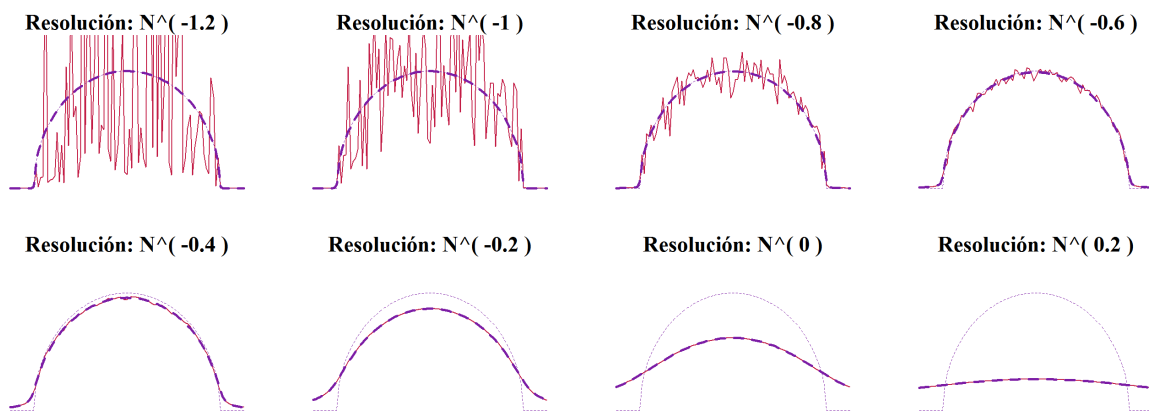 Resolución: N^( -1.2 )
Resolución: N^( -1 )
Resolución: N^( -0.8 )
Resolución: N^( -0.6 )
Resolución: N^( -0.4 )
Resolución: N^( -0.2 )
Resolución: N^( 0 )
Resolución: N^( 0.2 )